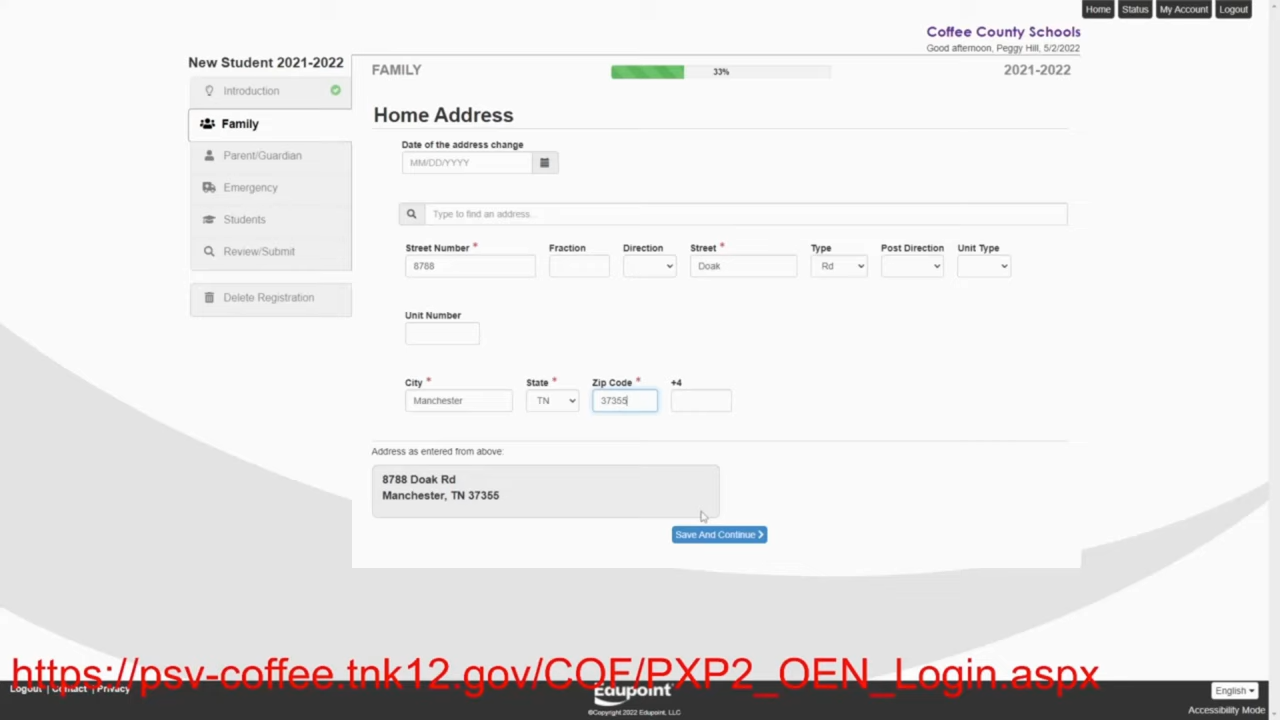 Home Status My Account Logout
Coffee County Schools
Good afternoon, Peggy Hill, 5/2/2022
New Student 2021-2022
Introduction
Family
Parent/Guardian
Emergency
Students
Review/Submit
Delete Registration
FAMILY 33% 2021-2022
Home Address
Date of the address change
MM/DD/YYYY
Type to find an address...
Street Number * Fraction Direction Street * Type Post Direction Unit Type
8788 Doak Rd
Unit Number
City * State * Zip Code * +4
Manchester TN 37355
Address as entered from above:
8788 Doak Rd
Manchester, TN 37355
Save And Continue
https://psv-coffee.tnk12.gov/COF/PXP2_OEN_Login.aspx
Logout | Contact | Privacy
Edupoint
©Copyright 2022 Edupoint, LLC
English
Accessibility Mode